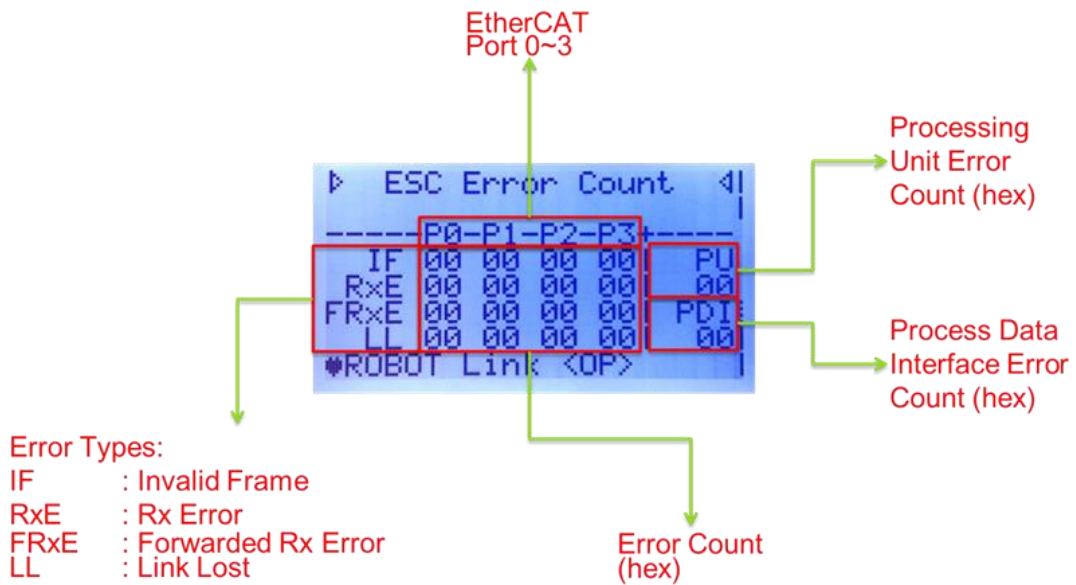 EtherCAT
Port 0~3
Processing
Unit Error
Count (hex)
ESC Error Count
-----P0-P1-P2-P3+----
IF 00 00 00 00 PU
RxE 00 00 00 00 00
FRxE 00 00 00 00 PDI
LL 00 00 00 00 00
♥ROBOT Link <OP>
Process Data
Interface Error
Count (hex)
Error Types:
IF : Invalid Frame
RxE : Rx Error
FRxE : Forwarded Rx Error
LL : Link Lost
Error Count
(hex)